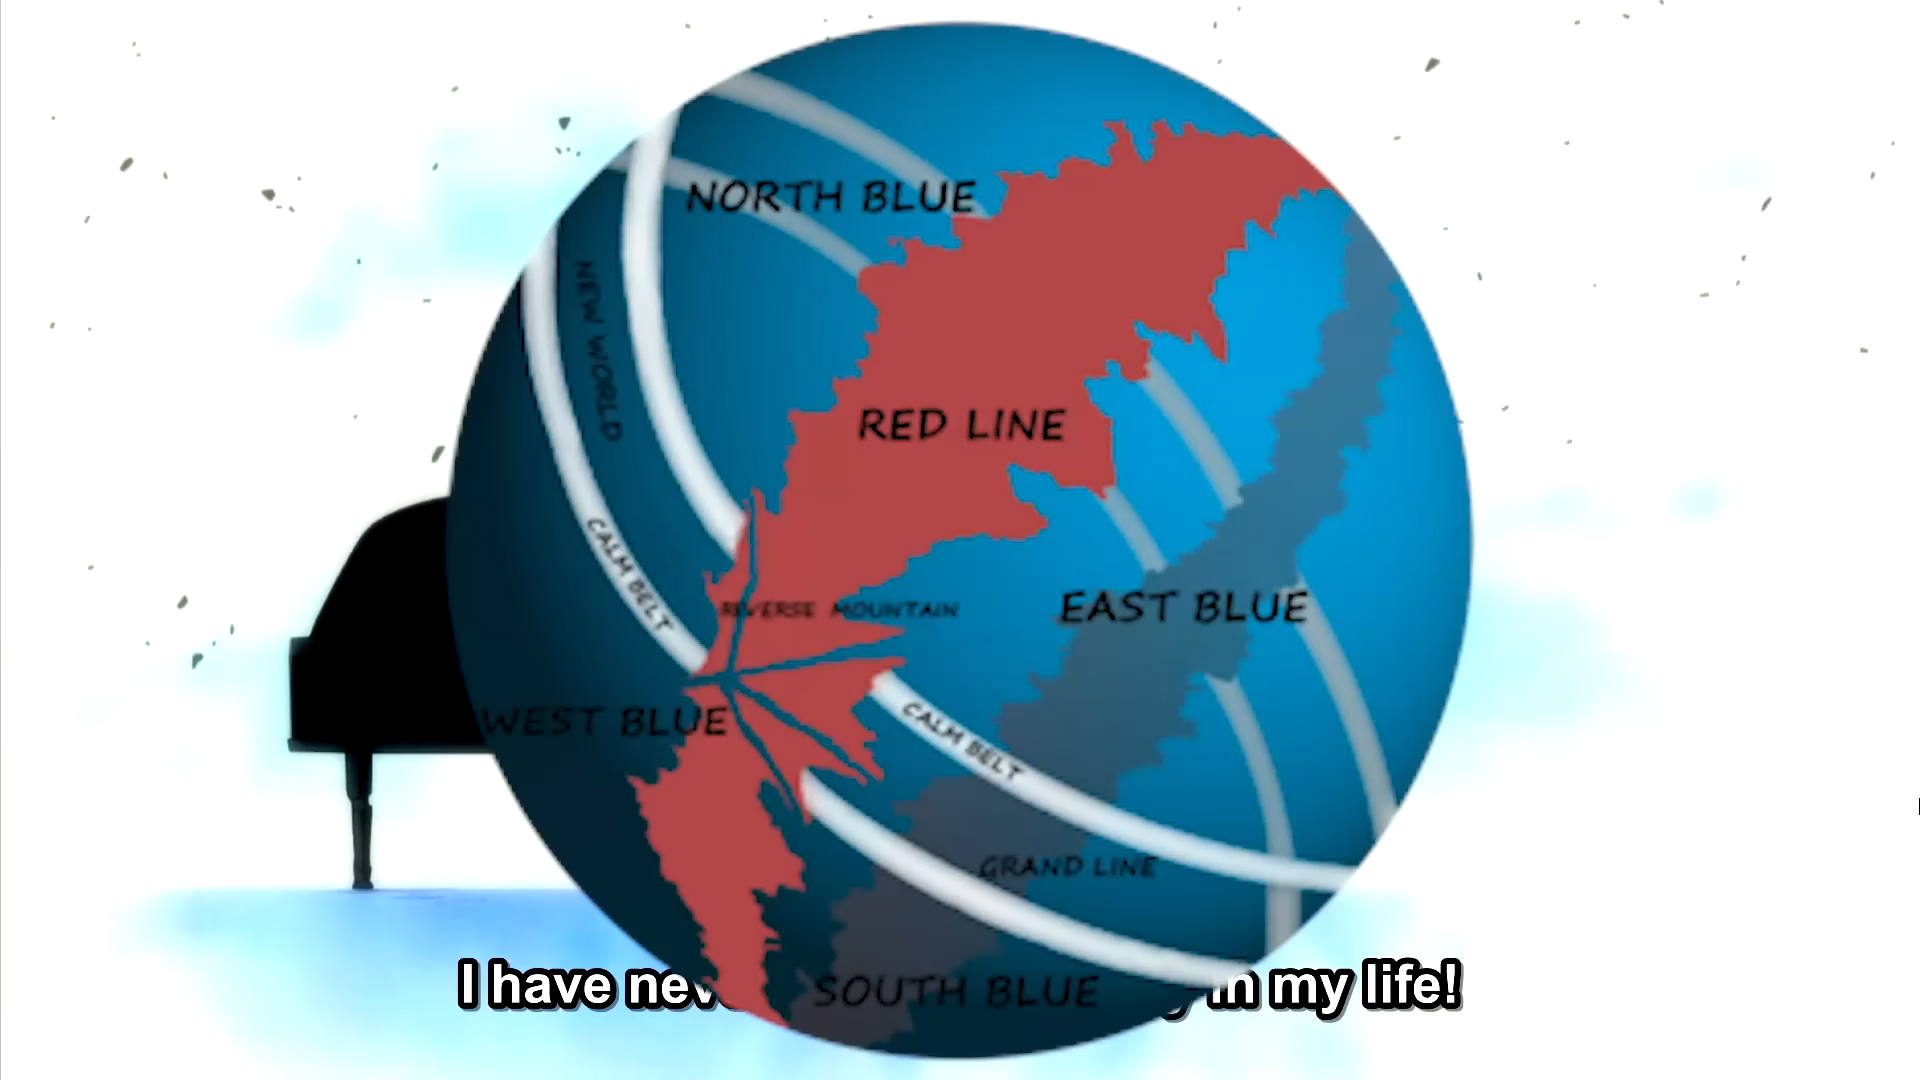 NORTH BLUE
NEW WORLD
RED LINE
CALM BELT
REVERSE MOUNTAIN
EAST BLUE
WEST BLUE
CALM BELT
GRAND LINE
SOUTH BLUE
I have in my life!